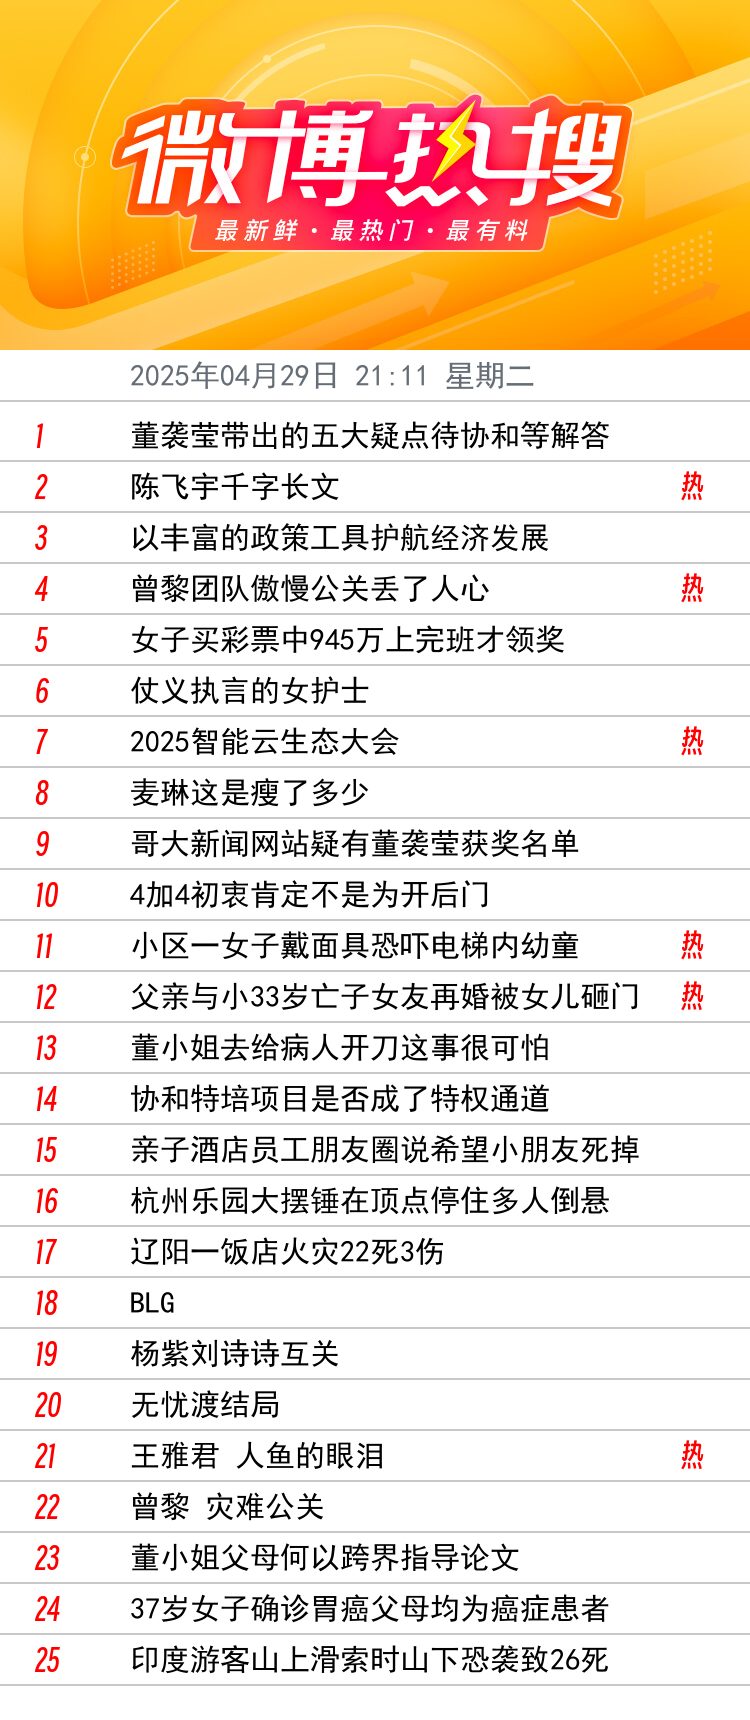 微博热搜
最新鲜·最热门·最有料
2025年04月29日 21:11 星期二
1 董袭莹带出的五大疑点待协和等解答
2 陈飞宇千字长文 热
3 以丰富的政策工具护航经济发展
4 曾黎团队傲慢公关丢了人心 热
5 女子买彩票中945万上完班才领奖
6 仗义执言的女护士
7 2025智能云生态大会 热
8 麦琳这是瘦了多少
9 哥大新闻网站疑有董袭莹获奖名单
10 4加4初衷肯定不是为开后门
11 小区一女子戴面具恐吓电梯内幼童 热
12 父亲与小33岁亡子女友再婚被女儿砸门 热
13 董小姐去给病人开刀这事很可怕
14 协和特培项目是否成了特权通道
15 亲子酒店员工朋友圈说希望小朋友死掉
16 杭州乐园大摆锤在顶点停住多人倒悬
17 辽阳一饭店火灾22死3伤
18 BLG
19 杨紫刘诗诗互关
20 无忧渡结局
21 王雅君 人鱼的眼泪 热
22 曾黎 灾难公关
23 董小姐父母何以跨界指导论文
24 37岁女子确诊胃癌父母均为癌症患者
25 印度游客山上滑索时山下恐袭致26死